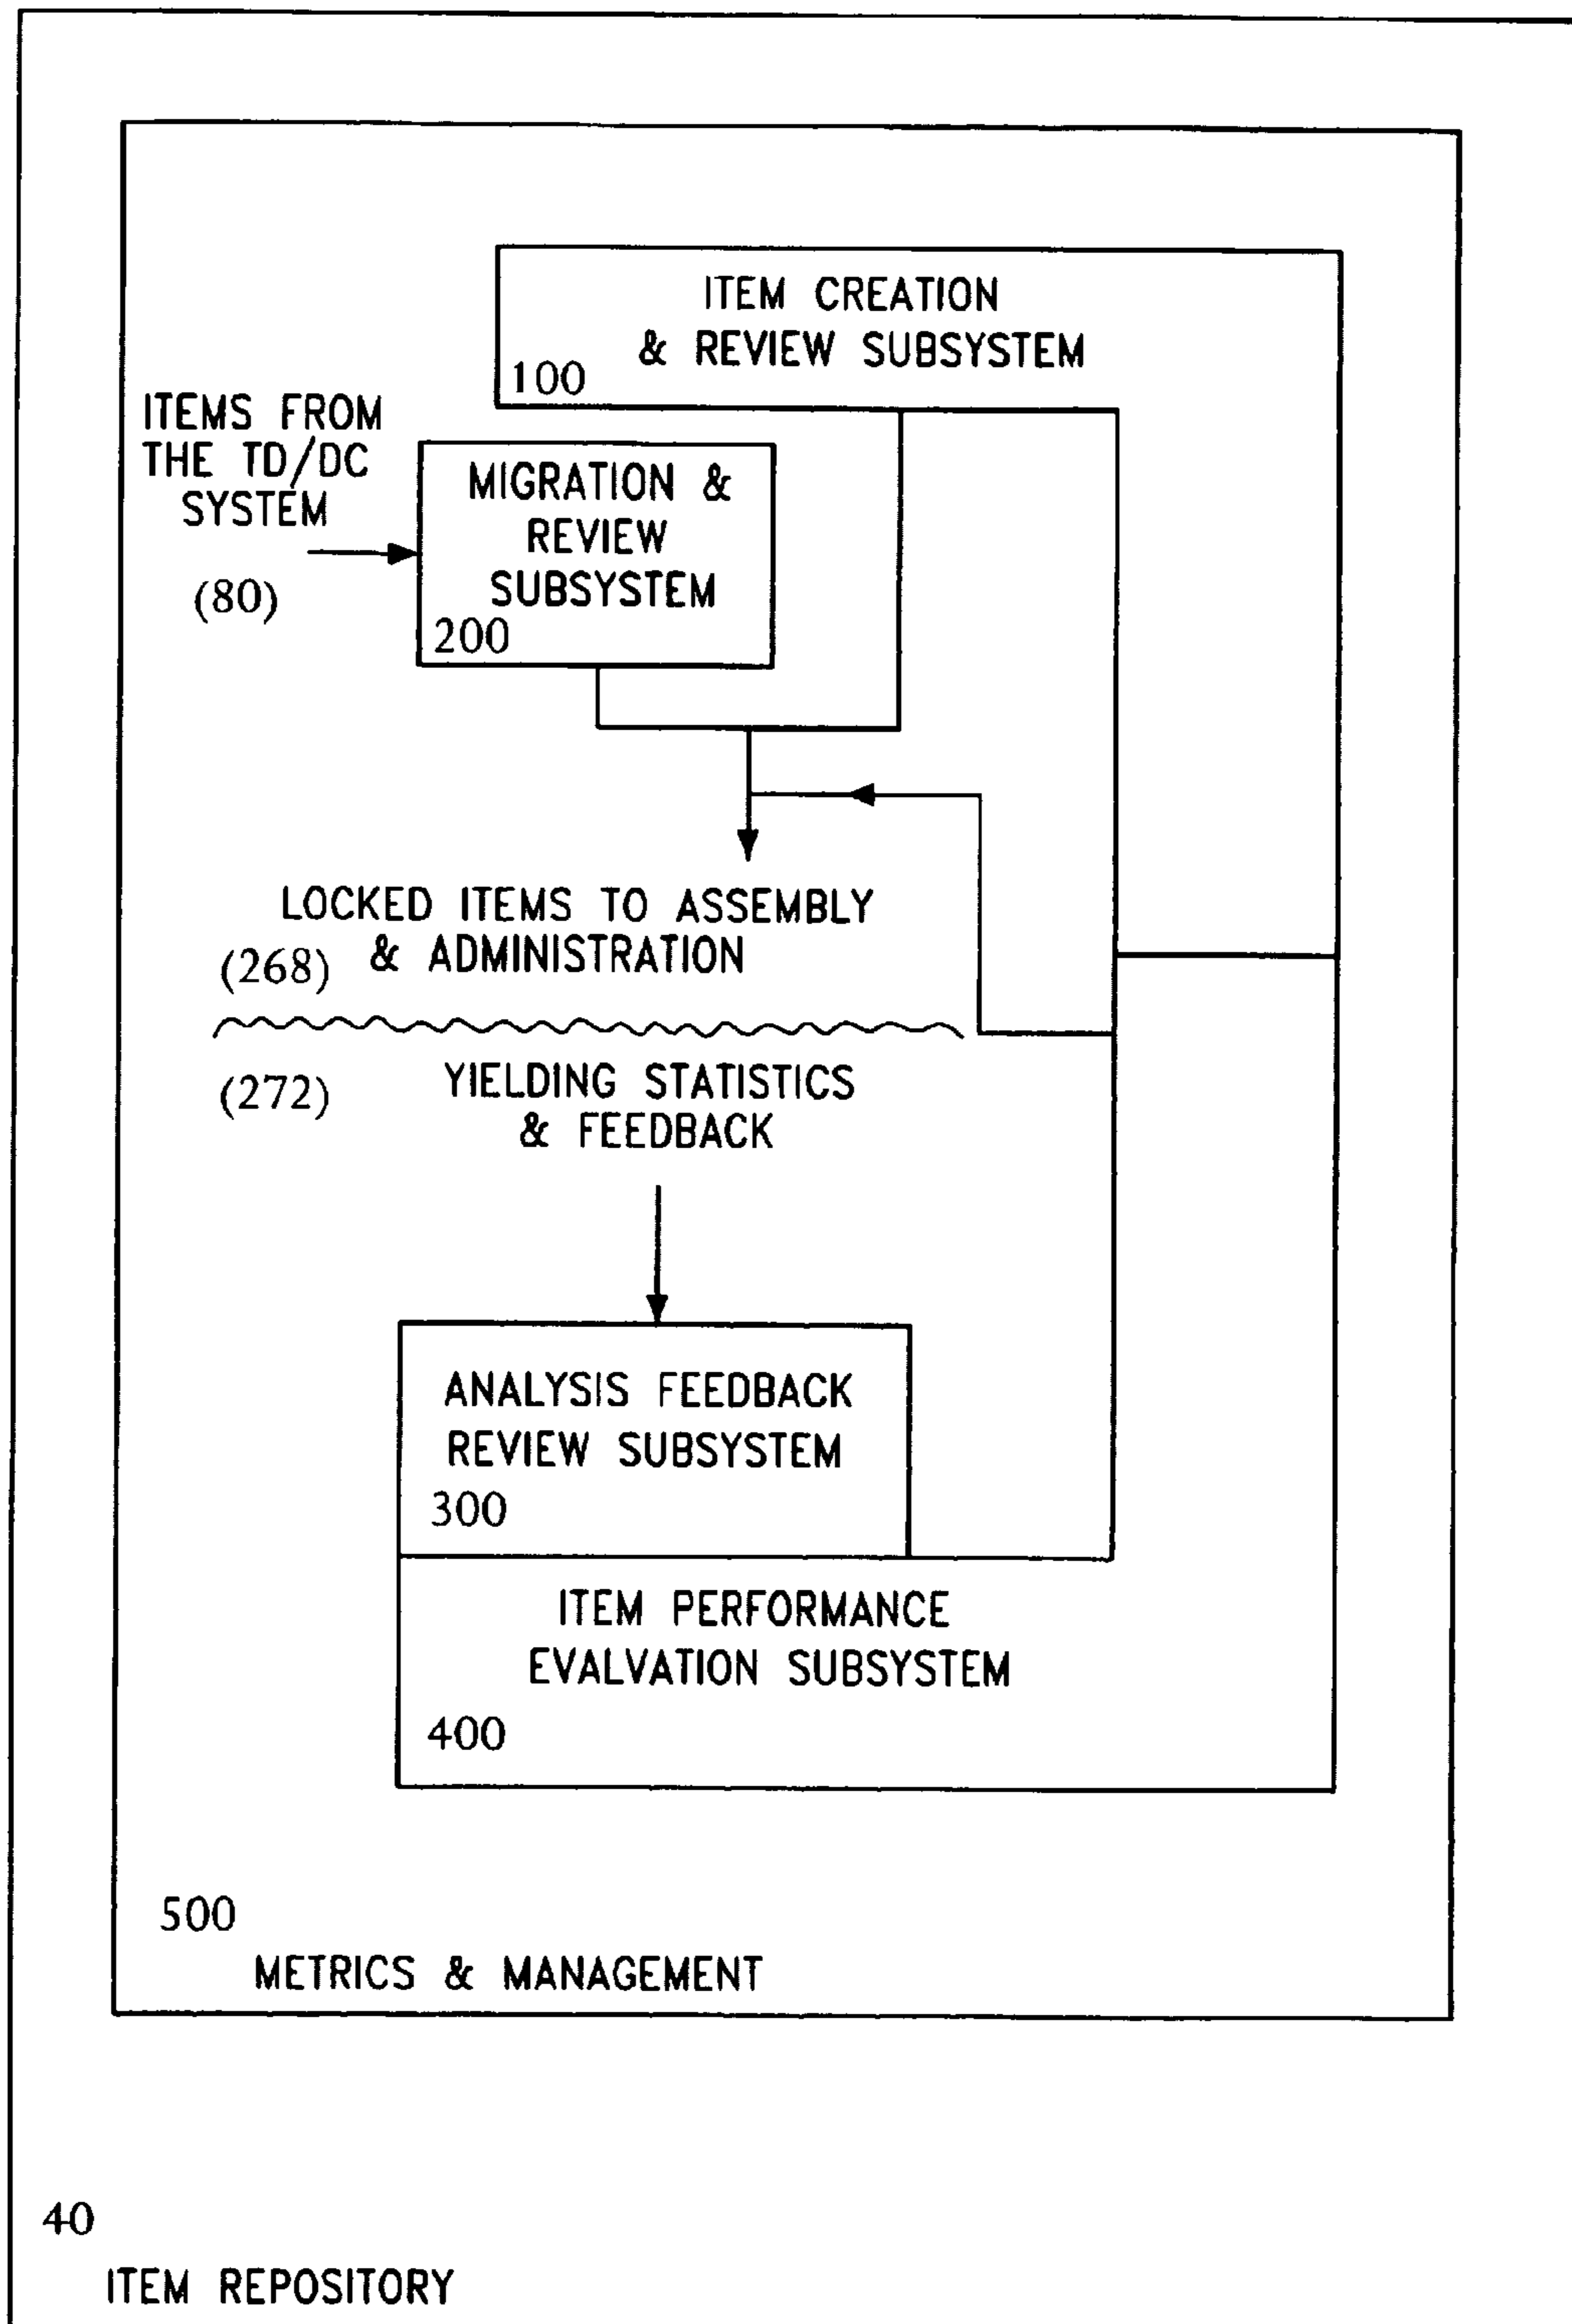 ITEM CREATION
& REVIEW SUBSYSTEM
100
ITEMS FROM
THE TD/DC
SYSTEM
(80)
MIGRATION &
REVIEW
SUBSYSTEM
200
LOCKED ITEMS TO ASSEMBLY
(268) & ADMINISTRATION
(272) YIELDING STATISTICS
& FEEDBACK
ANALYSIS FEEDBACK
REVIEW SUBSYSTEM
300
ITEM PERFORMANCE
EVALVATION SUBSYSTEM
400
500
METRICS & MANAGEMENT
40
ITEM REPOSITORY